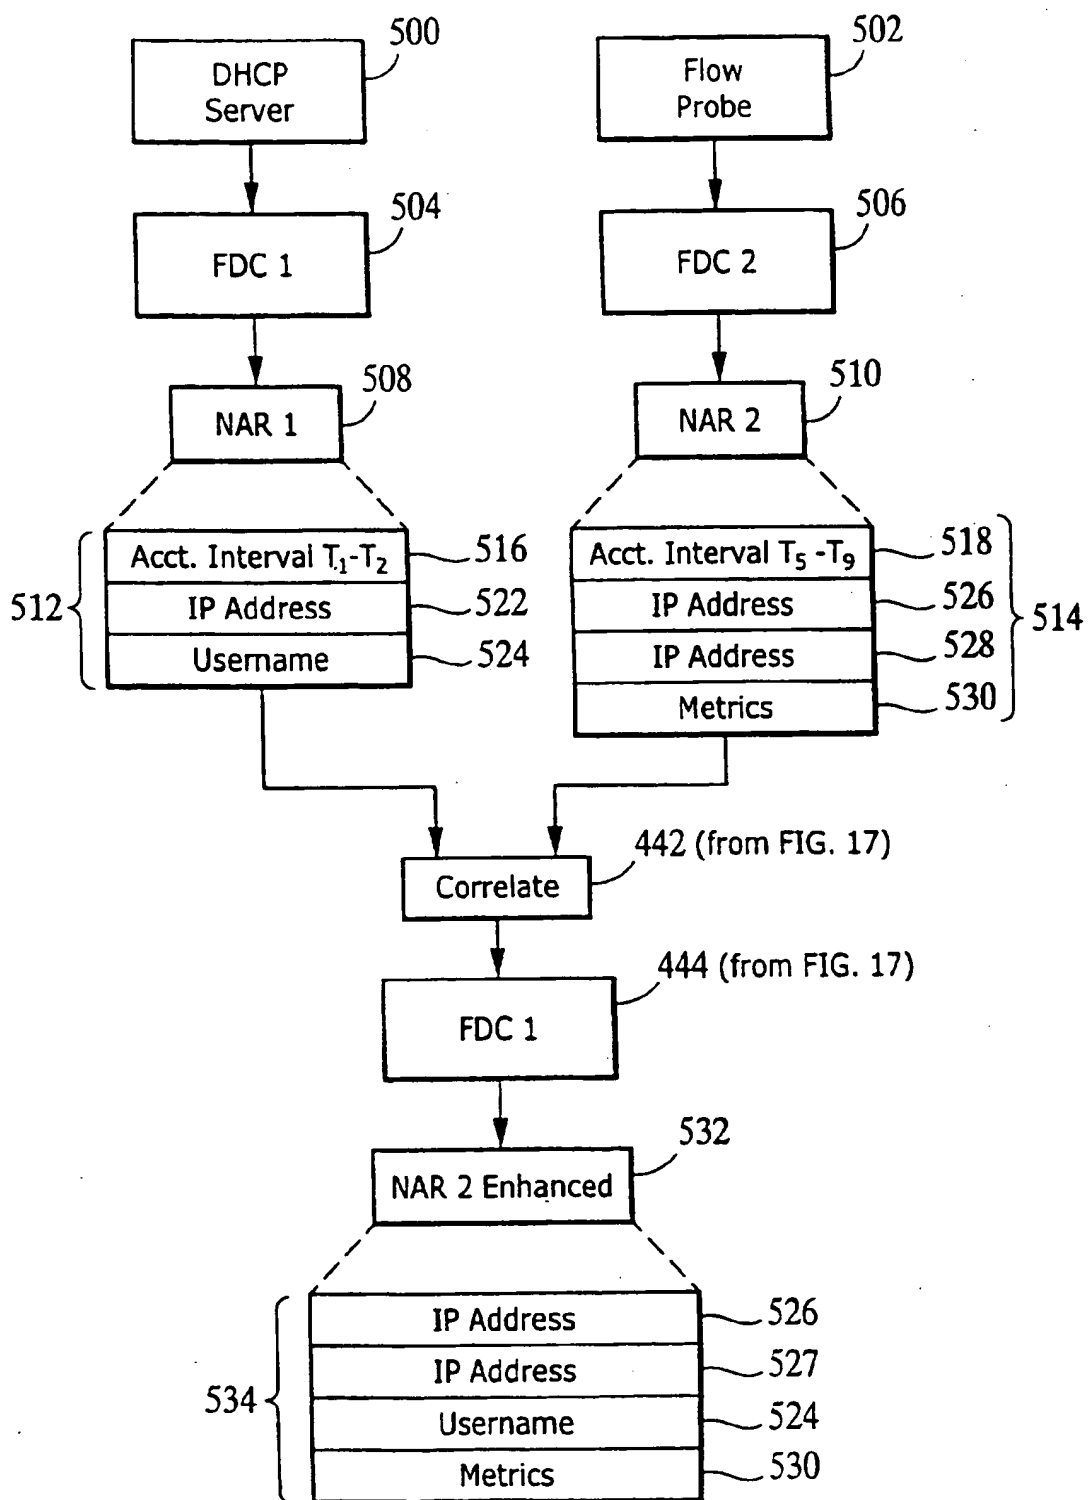 500
502
DHCP
Server
Flow
Probe
504
506
FDC 1
FDC 2
508
510
NAR 1
NAR 2
512
Acct. Interval T1-T2
516
IP Address
522
Username
524
Acct. Interval T5-T9
518
IP Address
526
IP Address
528
Metrics
530
514
442 (from FIG. 17)
Correlate
444 (from FIG. 17)
FDC 1
532
NAR 2 Enhanced
534
IP Address
526
IP Address
527
Username
524
Metrics
530